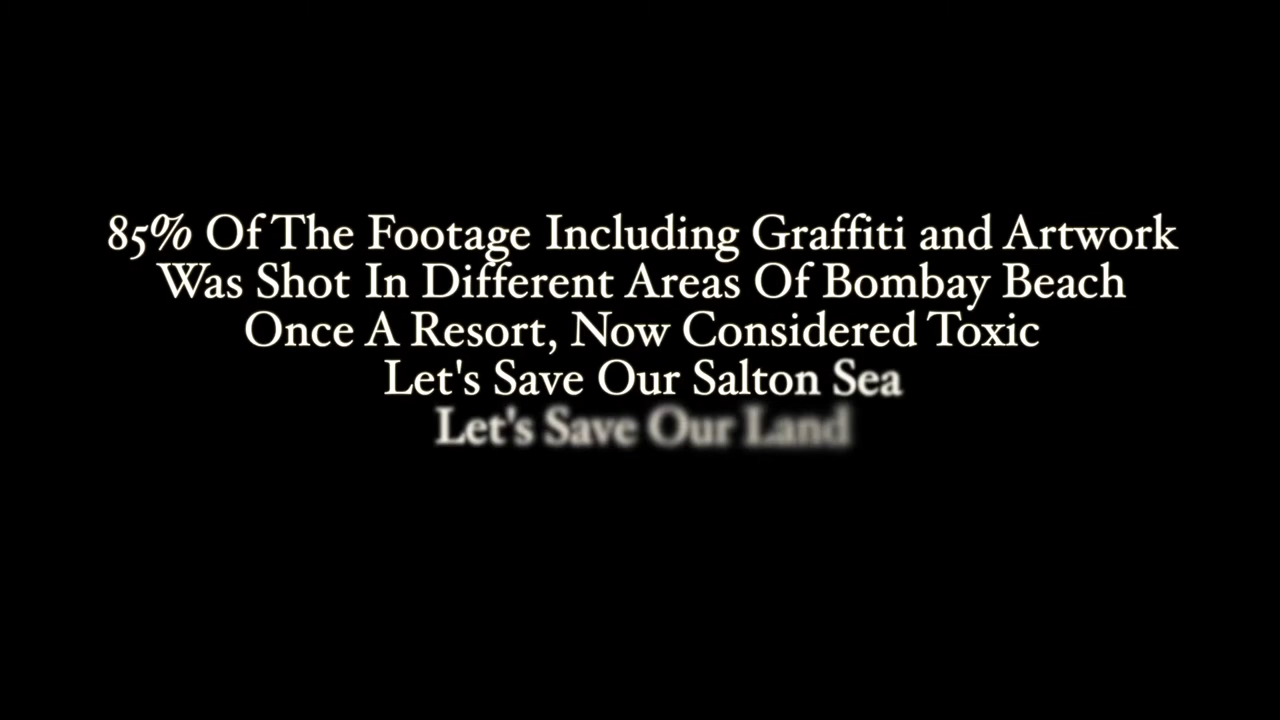 85% Of The Footage Including Graffiti and Artwork
Was Shot In Different Areas Of Bombay Beach
Once A Resort, Now Considered Toxic
Let's Save Our Salton Sea
Let's Save Our Land